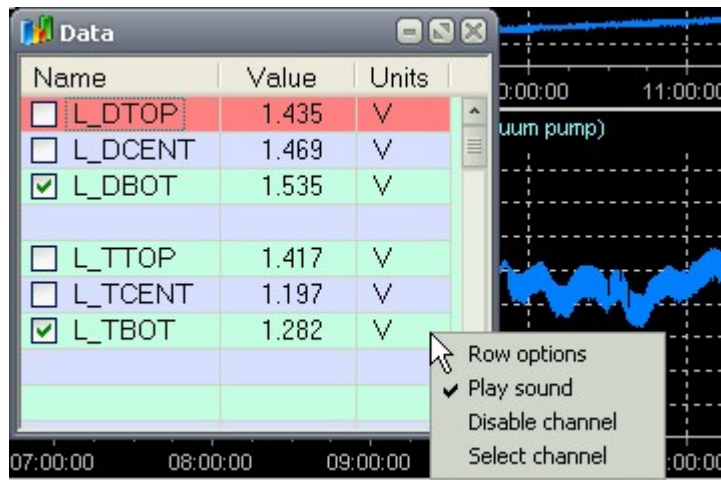 Data
Name Value Units
L_DTOP 1.435 V
L_DCENT 1.469 V
L_DBOT 1.535 V
L_TTOP 1.417 V
L_TCENT 1.197 V
L_TBOT 1.282 V
Row options
Play sound
Disable channel
Select channel
0:00:00 11:00:00
uum pump)
07:00:00 08:00:00 09:00:00 :00:00